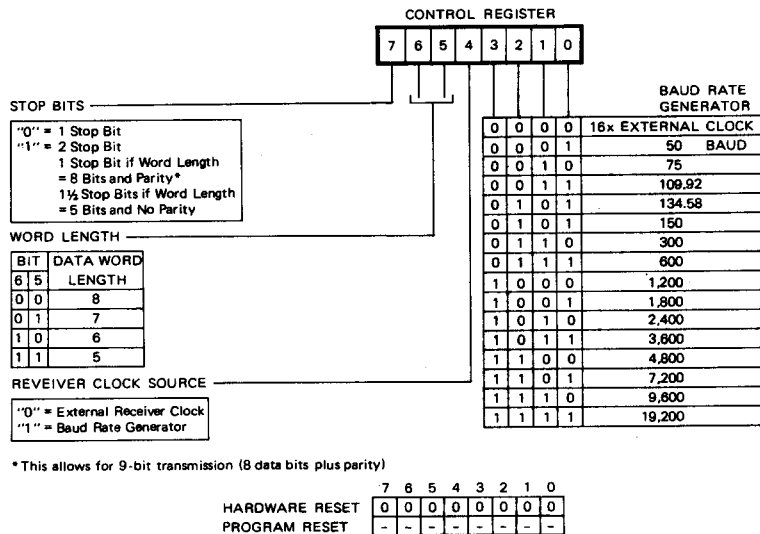 CONTROL REGISTER
7 6 5 4 3 2 1 0
STOP BITS
"0" = 1 Stop Bit
"1" = 2 Stop Bit
1 Stop Bit if Word Length
= 8 Bits and Parity*
1½ Stop Bits if Word Length
= 5 Bits and No Parity
WORD LENGTH
BIT DATA WORD
6 5 LENGTH
0 0 8
0 1 7
1 0 6
1 1 5
REVEIVER CLOCK SOURCE
"0" = External Receiver Clock
"1" = Baud Rate Generator
BAUD RATE
GENERATOR
0 0 0 0 16x EXTERNAL CLOCK
0 0 0 1 50 BAUD
0 0 1 0 75
0 0 1 1 109.92
0 1 0 1 134.58
0 1 0 1 150
0 1 1 0 300
0 1 1 1 600
1 0 0 0 1,200
1 0 0 1 1,800
1 0 1 0 2,400
1 0 1 1 3,600
1 1 0 0 4,800
1 1 0 1 7,200
1 1 1 0 9,600
1 1 1 1 19,200
*This allows for 9-bit transmission (8 data bits plus parity)
7 6 5 4 3 2 1 0
HARDWARE RESET 0 0 0 0 0 0 0 0
PROGRAM RESET - - - - - - - -